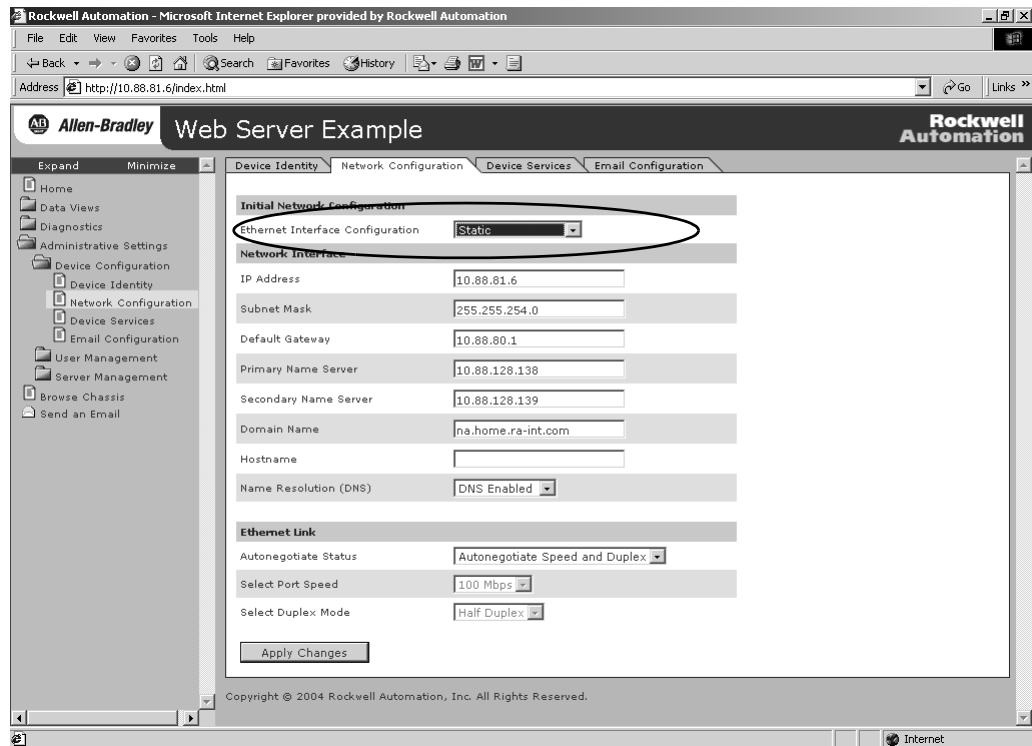 Rockwell Automation - Microsoft Internet Explorer provided by Rockwell Automation
File Edit View Favorites Tools Help
Back Search Favorites History
Address http://10.88.81.6/index.html Go Links »
AB Allen-Bradley Web Server Example Rockwell Automation
Expand Minimize
Home
Data Views
Diagnostics
Administrative Settings
Device Configuration
Device Identity
Network Configuration
Device Services
Email Configuration
User Management
Server Management
Browse Chassis
Send an Email
Device Identity Network Configuration Device Services Email Configuration
Initial Network Configuration
Ethernet Interface Configuration Static
Network Interface
IP Address 10.88.81.6
Subnet Mask 255.255.254.0
Default Gateway 10.88.80.1
Primary Name Server 10.88.128.138
Secondary Name Server 10.88.128.139
Domain Name na.home.ra-int.com
Hostname
Name Resolution (DNS) DNS Enabled
Ethernet Link
Autonegotiate Status Autonegotiate Speed and Duplex
Select Port Speed 100 Mbps
Select Duplex Mode Half Duplex
Apply Changes
Copyright © 2004 Rockwell Automation, Inc. All Rights Reserved.
Internet